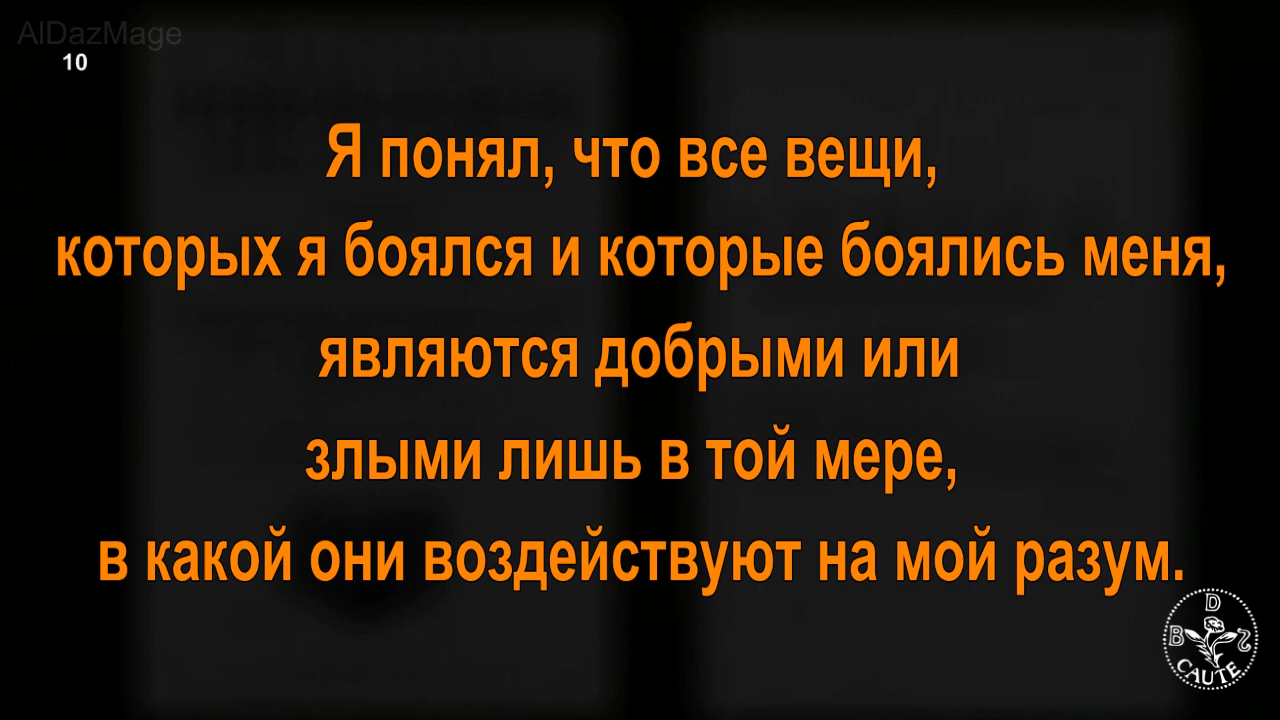 AlDazMage
10
Я понял, что все вещи,
которых я боялся и которые боялись меня,
являются добрыми или
злыми лишь в той мере,
в какой они воздействуют на мой разум.
D
B S
CAUTE